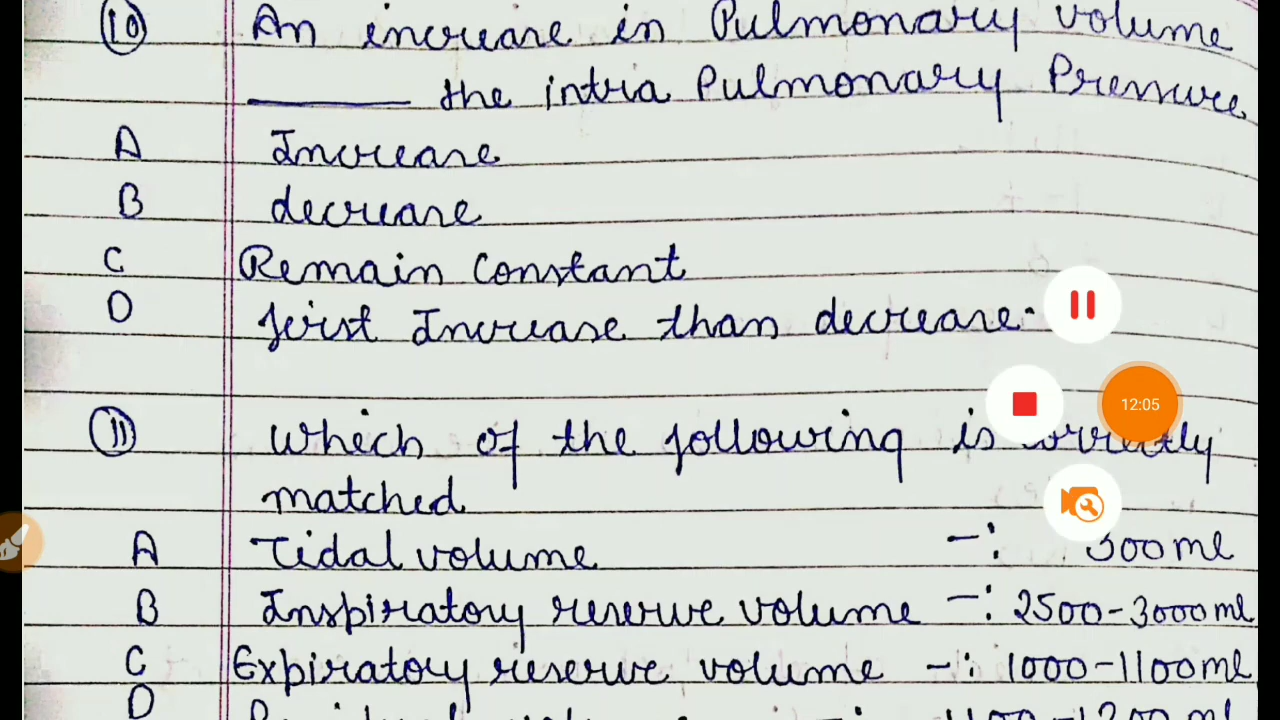 10 An increase in Pulmonary volume
______ the intra Pulmonary Pressure
A Increase
B decrease
C Remain Constant
D first Increase than decrease.
11 which of the following is correctly
matched
A Tidal volume -: 500ml
B Inspiratory reserve volume -: 2500-3000ml
C Expiratory reserve volume -: 1000-1100ml
D
12:05